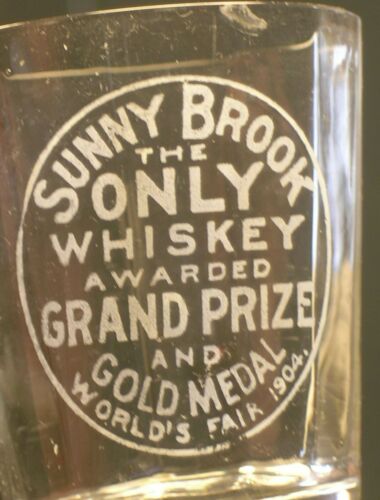 SUNNY BROOK
THE
ONLY
WHISKEY
AWARDED
GRAND PRIZE
AND
GOLD MEDAL
WORLD'S FAIR 1904.